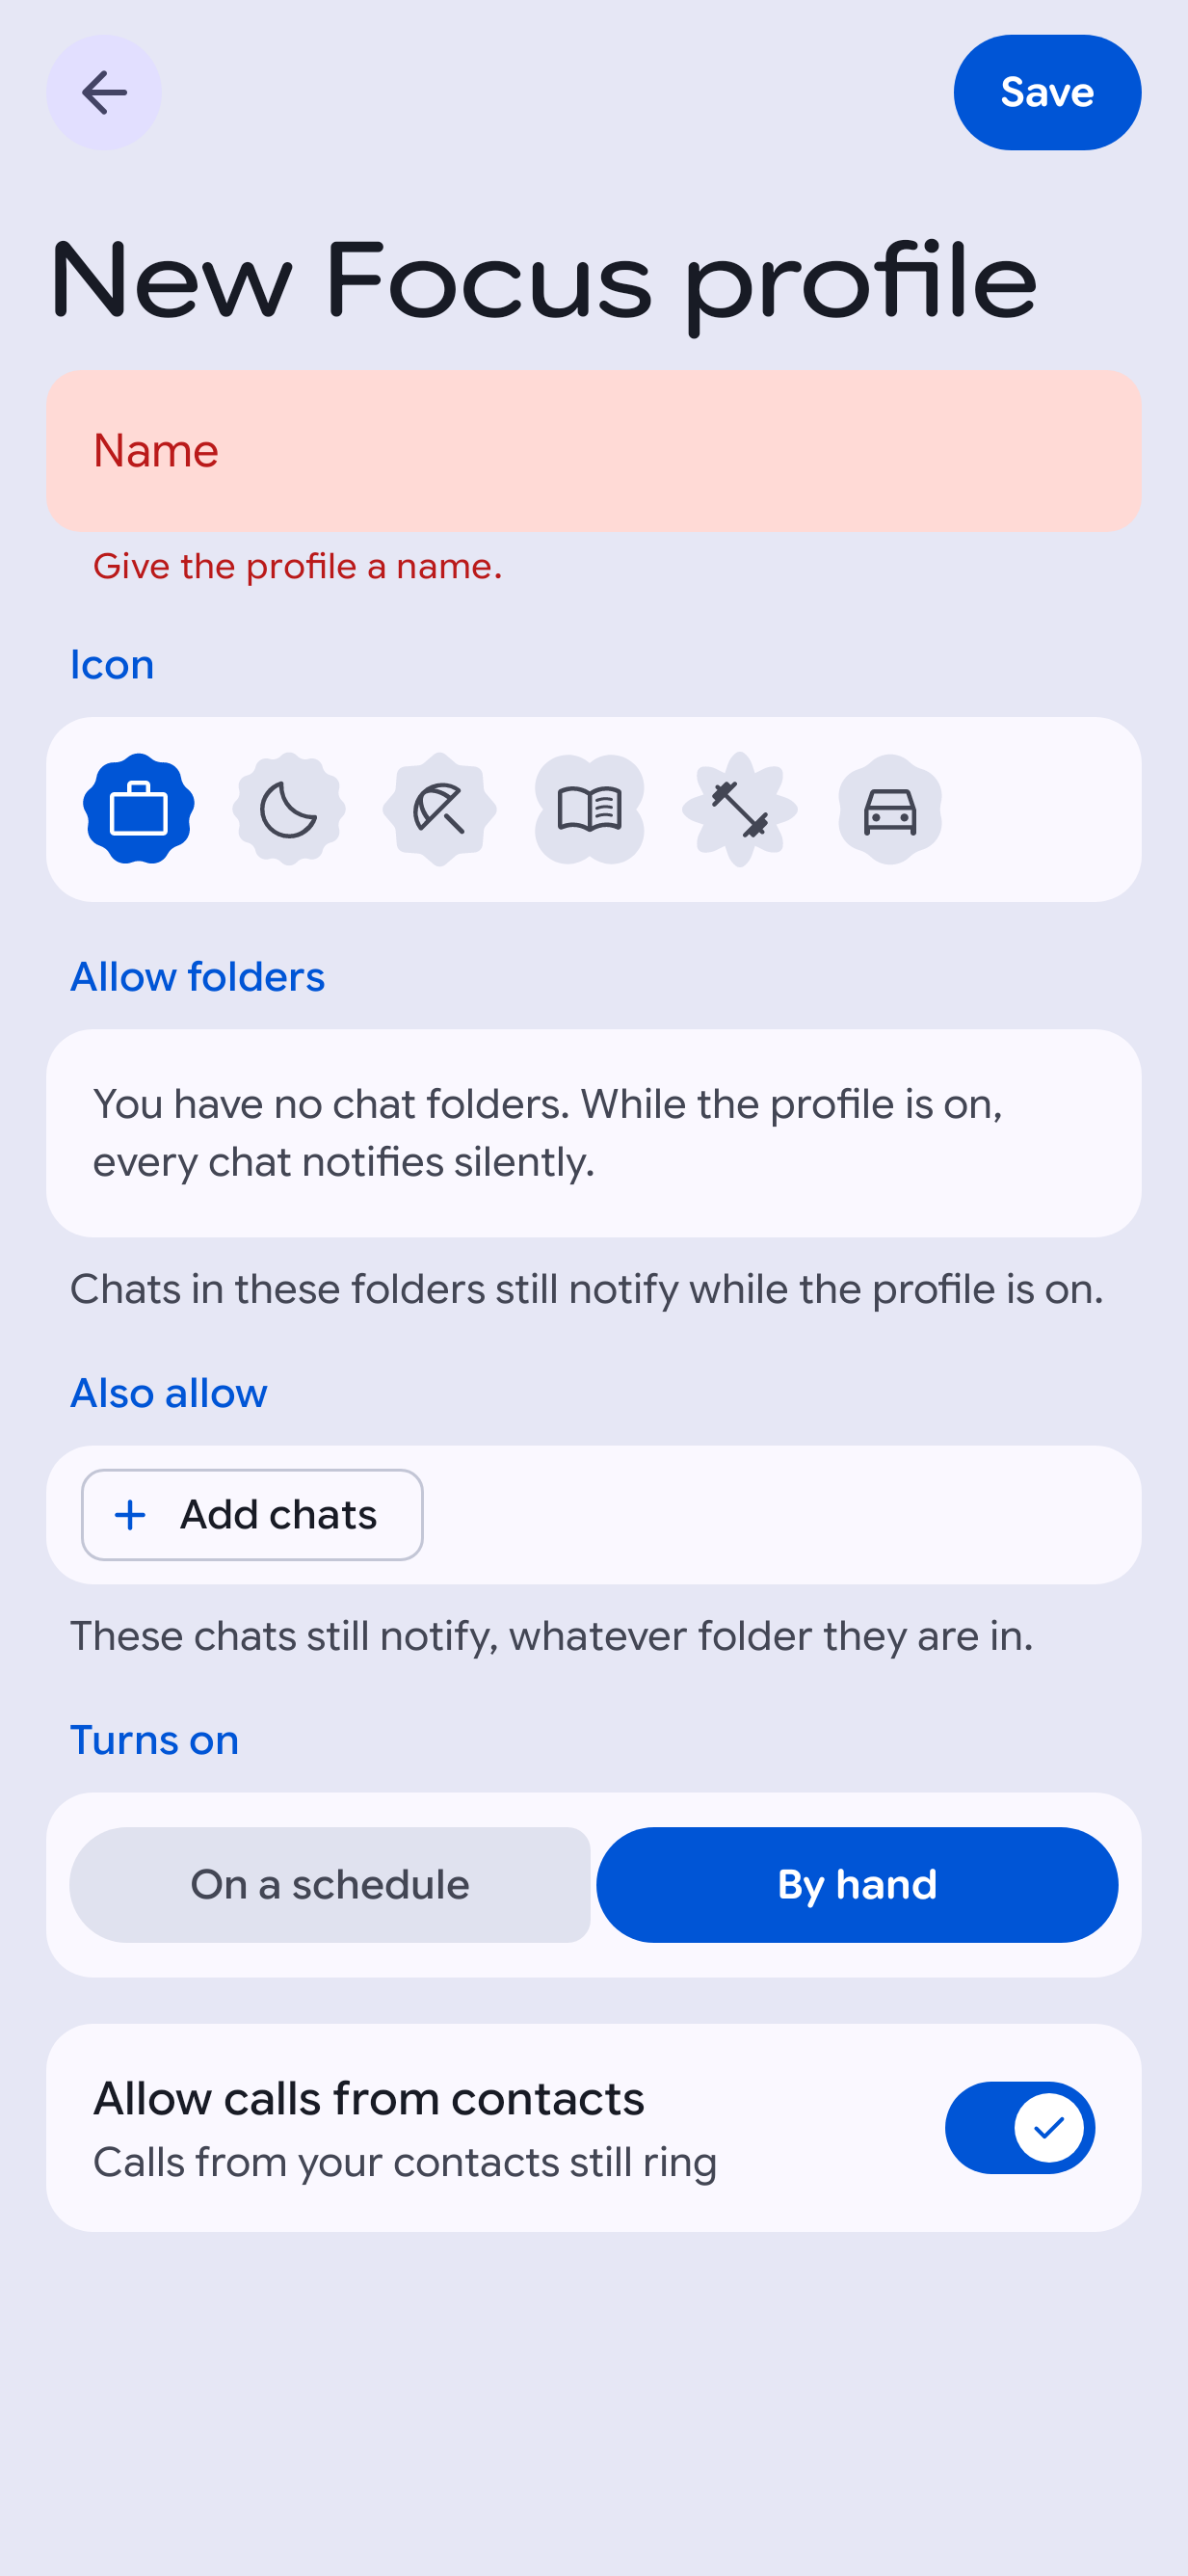 Save
New Focus profile
Name
Give the profile a name.
Icon
Allow folders
You have no chat folders. While the profile is on,
every chat notifies silently.
Chats in these folders still notify while the profile is on.
Also allow
Add chats
These chats still notify, whatever folder they are in.
Turns on
On a schedule
By hand
Allow calls from contacts
Calls from your contacts still ring